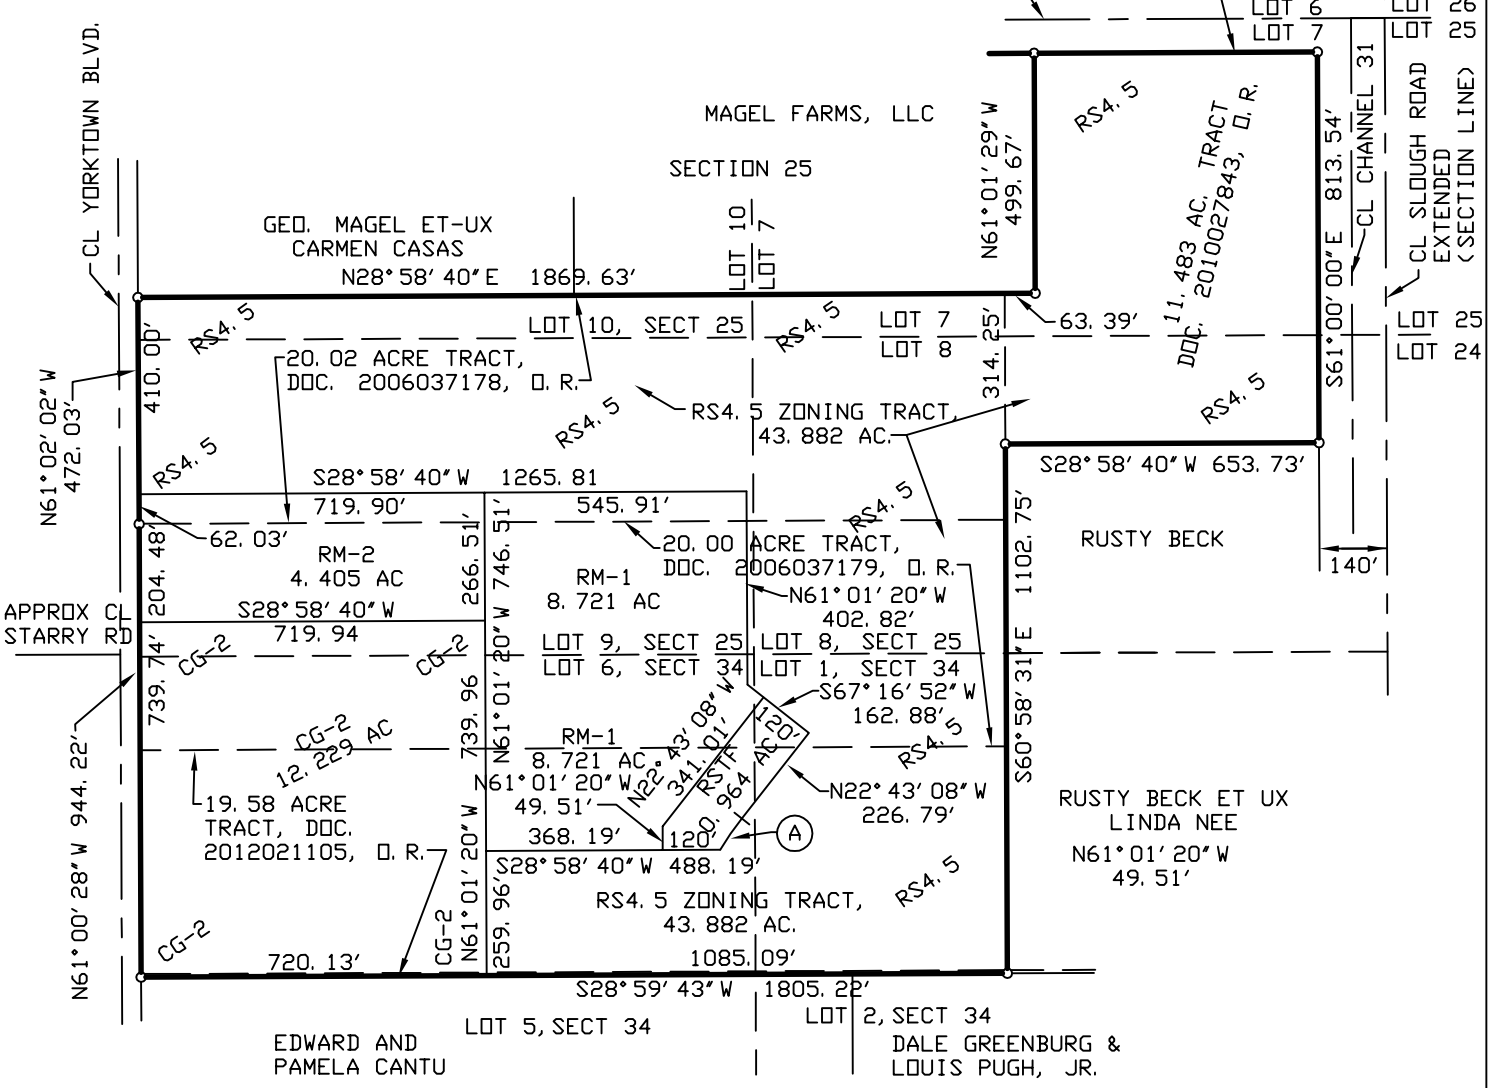 LOT 6
LOT 26
LOT 7
LOT 25
CL YORKTOWN BLVD.
MAGEL FARMS, LLC
SECTION 25
GEO. MAGEL ET-UX
CARMEN CASAS
N28°58'40"E 1869.63'
LOT 10
LOT 7
N61°01'29"W
499.67'
RS4.5
11.483 AC. TRACT
DOC. 2010027843, O.R.
S61°00'00"E 813.54'
CL CHANNEL 31
CL SLOUGH ROAD
EXTENDED
(SECTION LINE)
RS4.5
LOT 10, SECT 25
RS4.5
LOT 7
LOT 8
63.39'
LOT 25
LOT 24
N61°02'02"W
472.03'
410.00'
20.02 ACRE TRACT,
DOC. 2006037178, O.R.
314.25'
RS4.5
RS4.5 ZONING TRACT,
43.882 AC.
RS4.5
RS4.5
S28°58'40"W 1265.81
S28°58'40"W 653.73'
719.90'
545.91'
RS4.5
62.03'
204.48'
RM-2
4.405 AC
266.51'
746.51'
N61°01'20"W
RM-1
8.721 AC
20.00 ACRE TRACT,
DOC. 2006037179, O.R.
N61°01'20"W
402.82'
S60°58'31"E 1102.75'
RUSTY BECK
140'
APPROX CL
STARRY RD
S28°58'40"W
719.94
CG-2
CG-2
LOT 9, SECT 25
LOT 8, SECT 25
LOT 6, SECT 34
LOT 1, SECT 34
739.74'
739.96
N61°00'28"W 944.22'
CG-2
12.229 AC
RM-1
8.721 AC
N61°01'20"W
49.51'
N22°43'08"W
341.01'
RSTF
0.964 AC
120'
S67°16'52"W
162.88'
RS4.5
N22°43'08"W
226.79'
19.58 ACRE
TRACT, DOC.
2012021105, O.R.
368.19'
120'
A
S28°58'40"W 488.19'
RUSTY BECK ET UX
LINDA NEE
N61°01'20"W
49.51'
CG-2
CG-2
N61°01'20"W
259.96'
RS4.5 ZONING TRACT,
43.882 AC.
RS4.5
720.13'
1085.09'
S28°59'43"W 1805.22'
LOT 5, SECT 34
LOT 2, SECT 34
EDWARD AND
PAMELA CANTU
DALE GREENBURG &
LOUIS PUGH, JR.